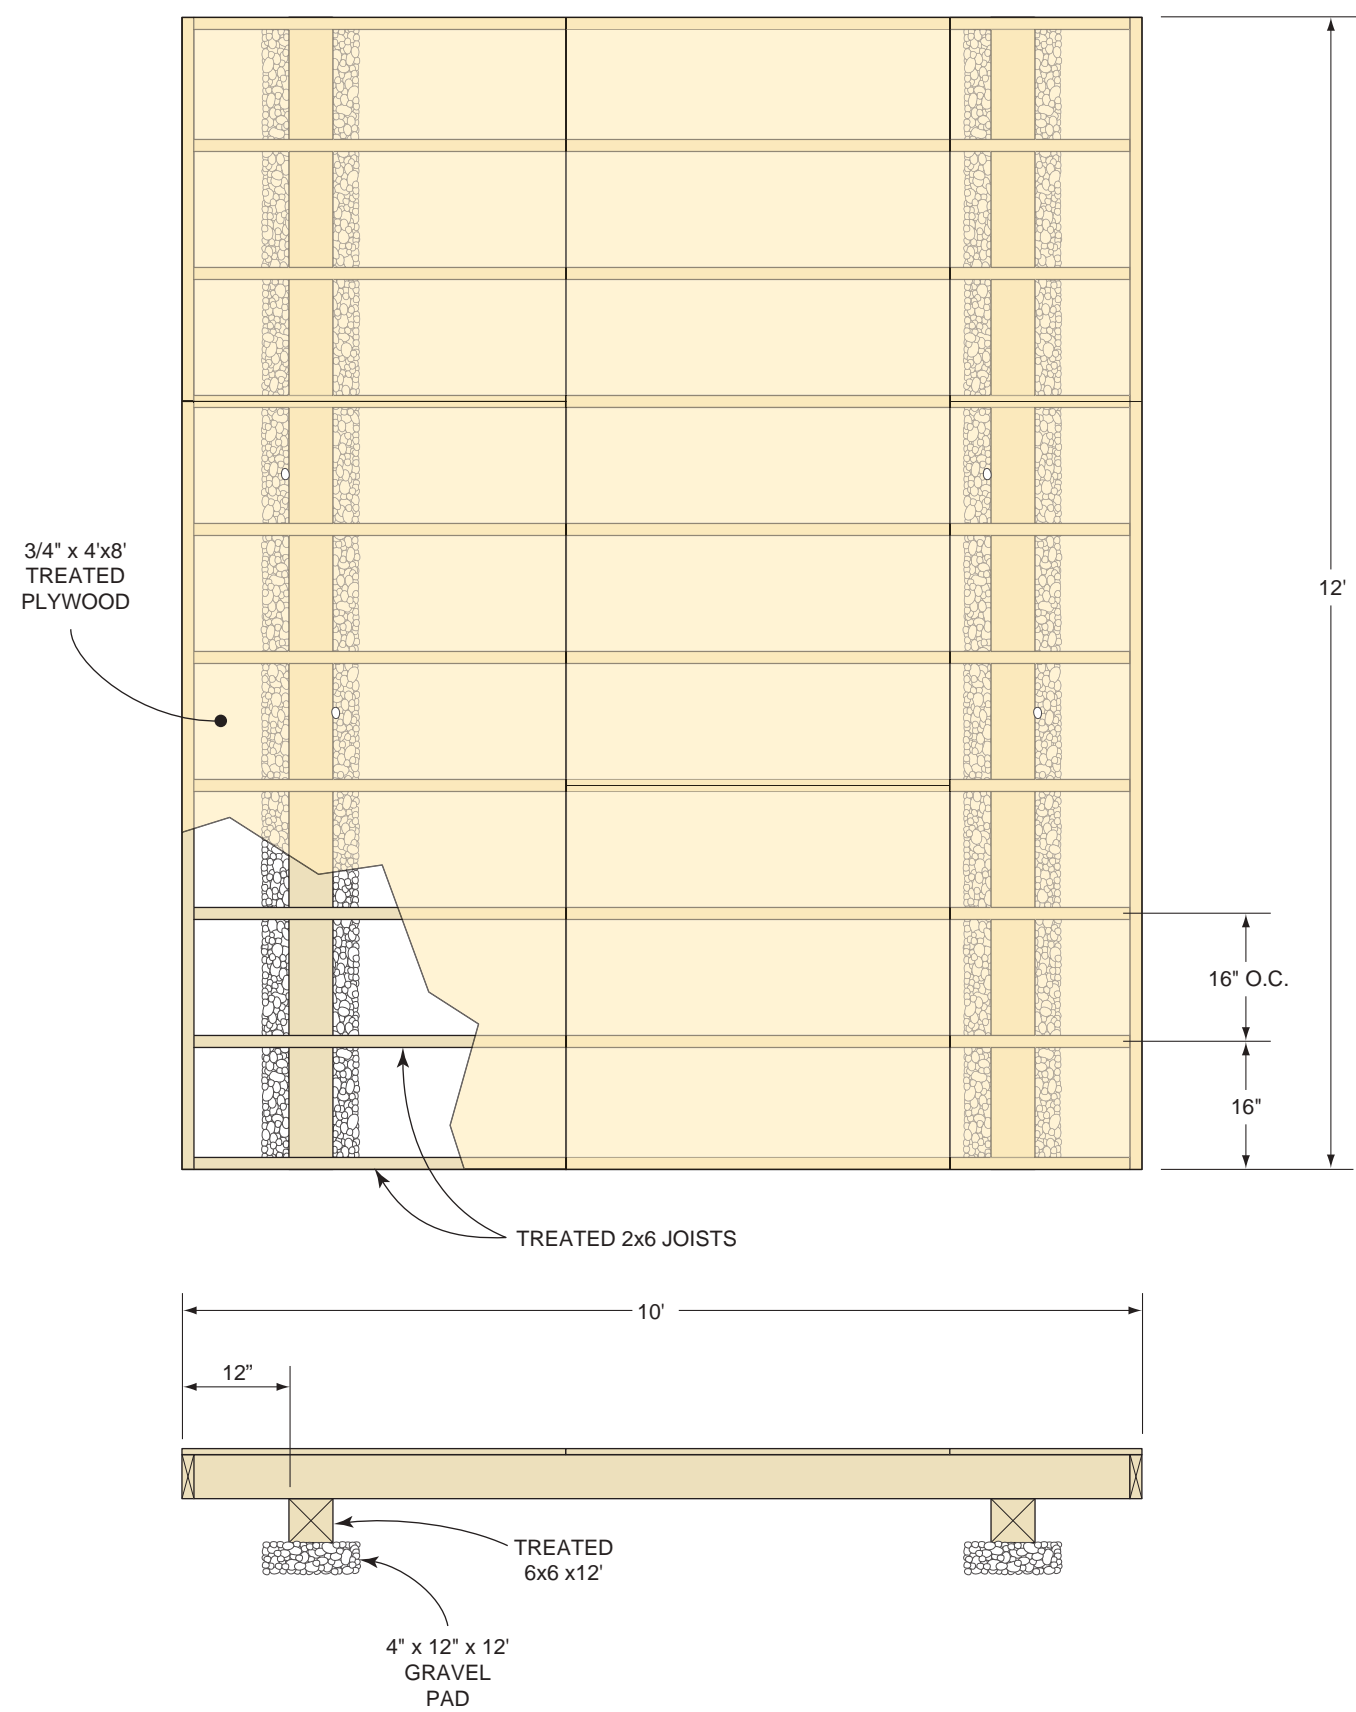 3/4" x 4'x8'
TREATED
PLYWOOD
12'
16" O.C.
16"
TREATED 2x6 JOISTS
10'
12”
TREATED
6x6 x12'
4" x 12" x 12'
GRAVEL
PAD